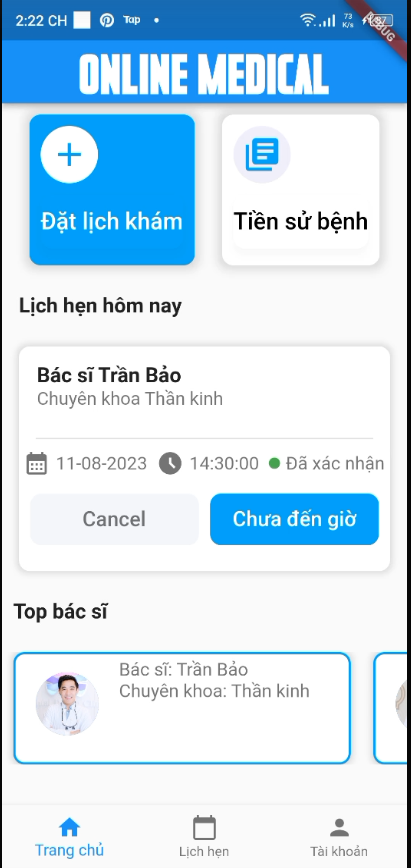 2:22 CH Tap 73 K/s 87
DEBUG
ONLINE MEDICAL
Đặt lịch khám
Tiền sử bệnh
Lịch hẹn hôm nay
Bác sĩ Trần Bảo
Chuyên khoa Thần kinh
11-08-2023 14:30:00 Đã xác nhận
Cancel Chưa đến giờ
Top bác sĩ
Bác sĩ: Trần Bảo
Chuyên khoa: Thần kinh
Trang chủ Lịch hẹn Tài khoản